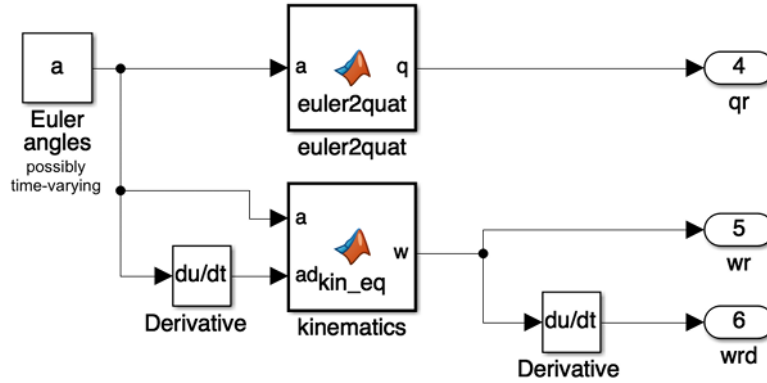 a
Euler
angles
possibly
time-varying
a
q
euler2quat
euler2quat
4
qr
a
ad
w
kin_eq
kinematics
du/dt
Derivative
5
wr
du/dt
Derivative
6
wrd